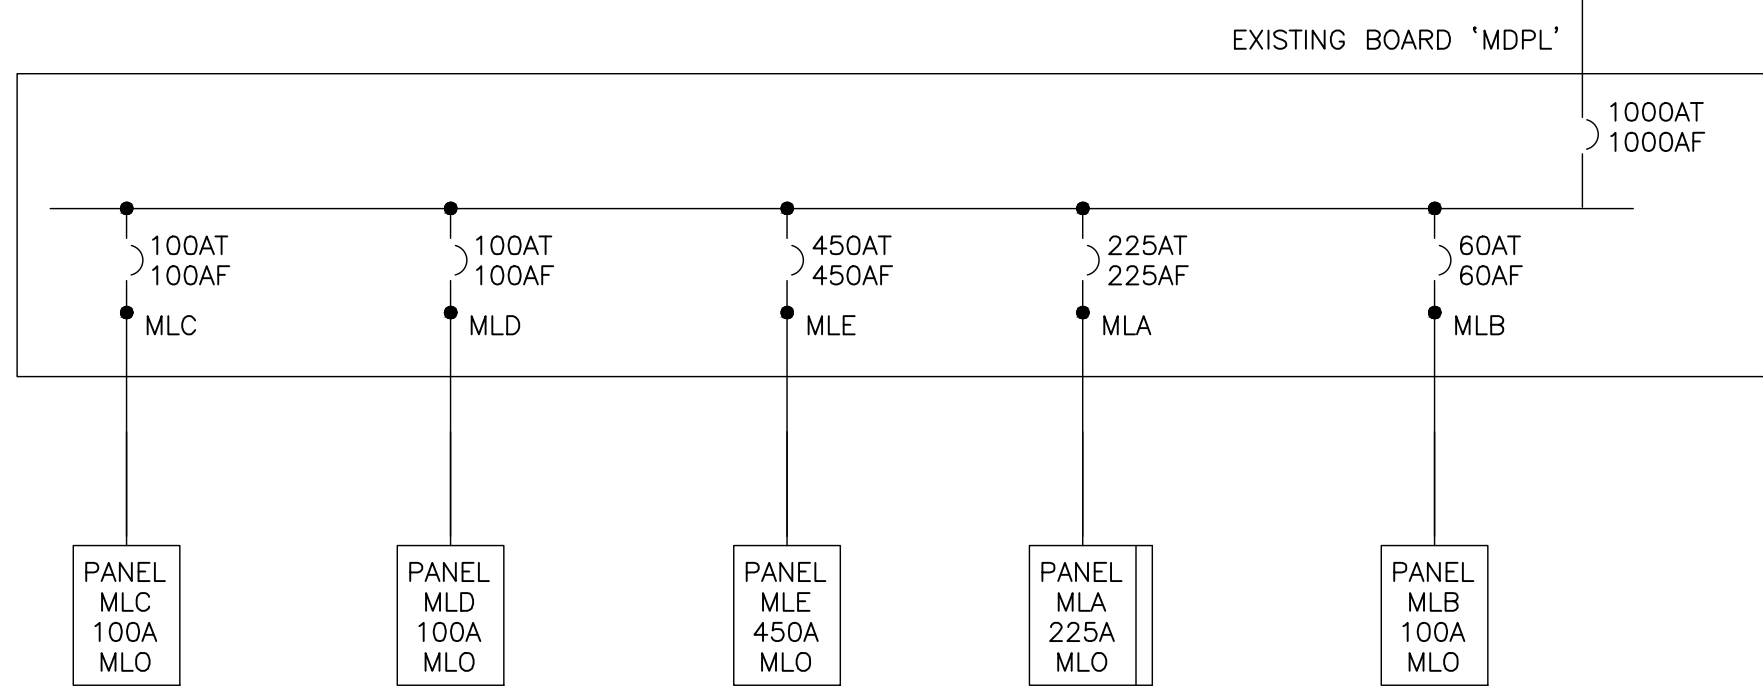 EXISTING BOARD ‘MDPL’
1000AT
1000AF
100AT
100AF
MLC
100AT
100AF
MLD
450AT
450AF
MLE
225AT
225AF
MLA
60AT
60AF
MLB
PANEL
MLC
100A
MLO
PANEL
MLD
100A
MLO
PANEL
MLE
450A
MLO
PANEL
MLA
225A
MLO
PANEL
MLB
100A
MLO